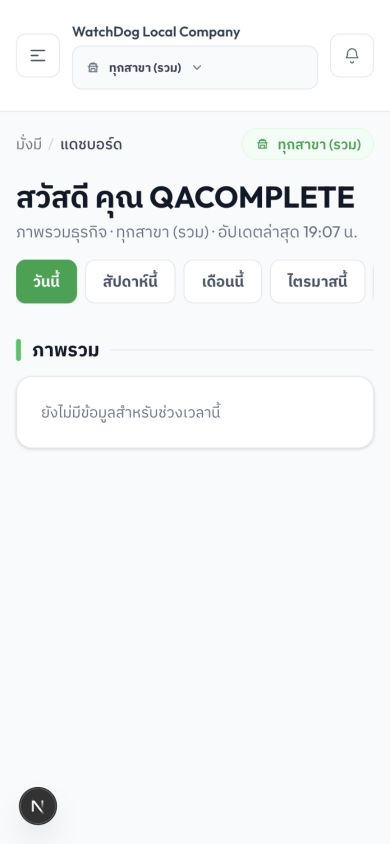 WatchDog Local Company
ทุกสาขา (รวม)
มั่งมี / แดชบอร์ด
ทุกสาขา (รวม)
สวัสดี คุณ QACOMPLETE
ภาพรวมธุรกิจ · ทุกสาขา (รวม) · อัปเดตล่าสุด 19:07 น.
วันนี้
สัปดาห์นี้
เดือนนี้
ไตรมาสนี้
ภาพรวม
ยังไม่มีข้อมูลสำหรับช่วงเวลานี้
N